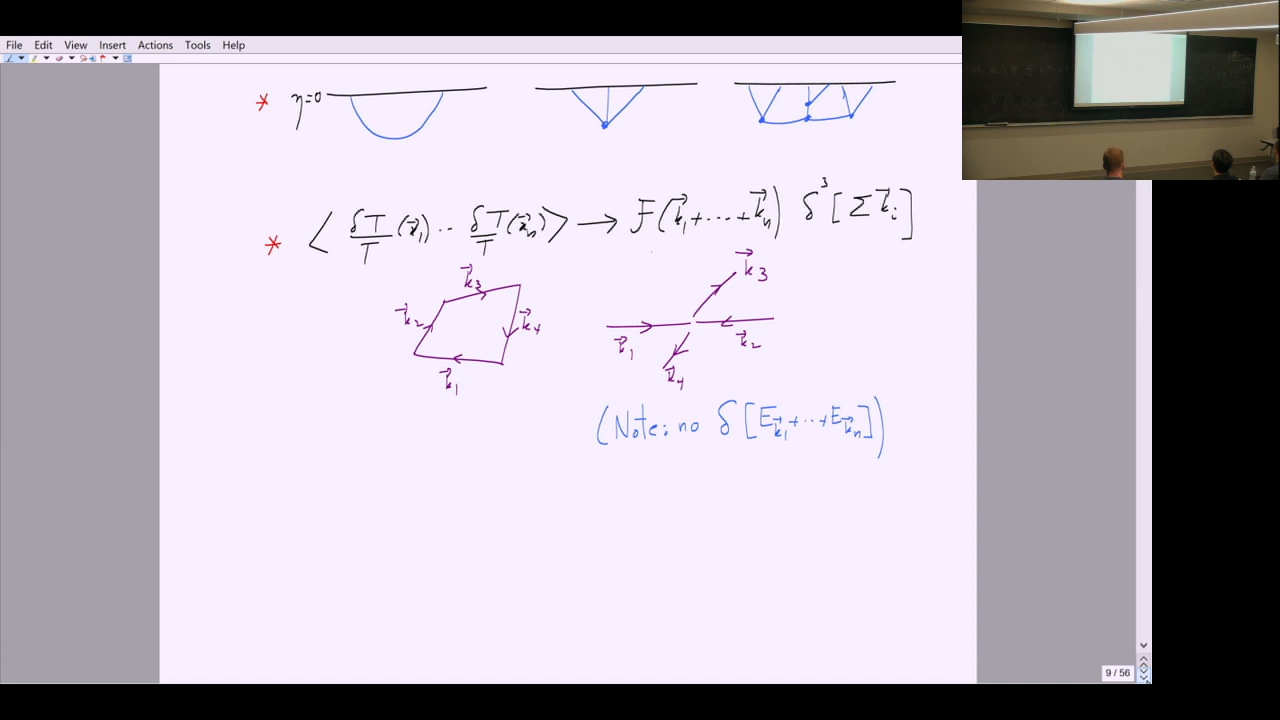 File Edit View Insert Actions Tools Help
* η=0
* ⟨ δT/T (x⃗₁) ·· δT/T (x⃗ₙ) ⟩ → F(k⃗₁+···+k⃗ₙ) δ³[Σ k⃗ᵢ]
k⃗₃ k⃗₃
k⃗₂ k⃗₄
k⃗₁ k⃗₂
k⃗₁ k⃗₄
(Note: no δ[E_k⃗₁+···+E_k⃗ₙ])
9 / 56